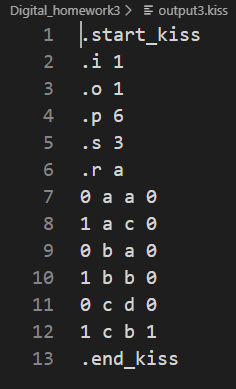 Digital_homework3 > output3.kiss
1 .start_kiss
2 .i 1
3 .o 1
4 .p 6
5 .s 3
6 .r a
7 0 a a 0
8 1 a c 0
9 0 b a 0
10 1 b b 0
11 0 c d 0
12 1 c b 1
13 .end_kiss